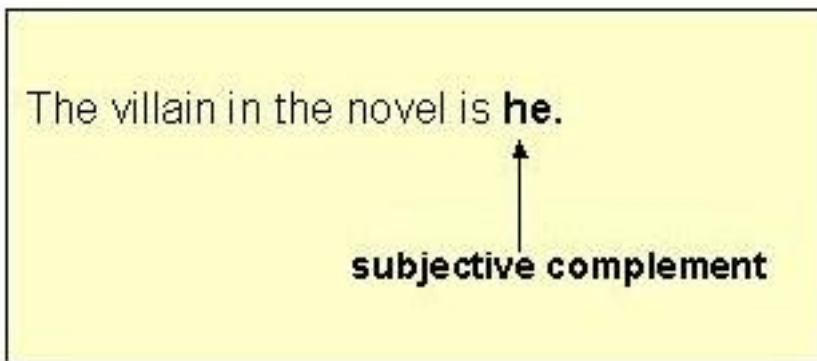 The villain in the novel is he.
subjective complement